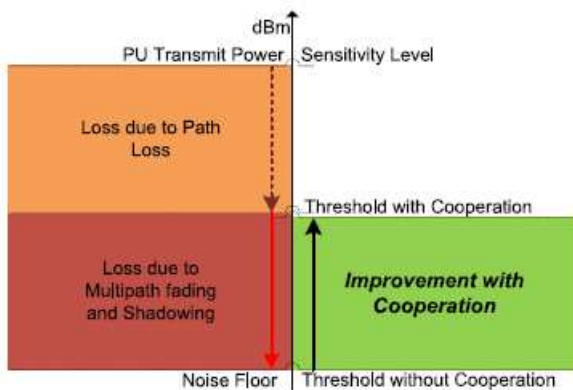 dBm
PU Transmit Power
Sensitivity Level
Loss due to Path
Loss
Threshold with Cooperation
Loss due to
Multipath fading
and Shadowing
Improvement with
Cooperation
Noise Floor
Threshold without Cooperation